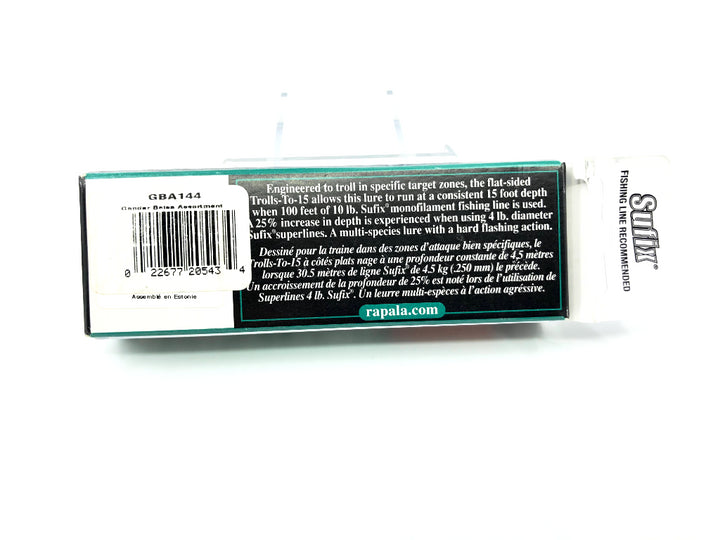 GBA144
Gander Balsa Assortment
0 22677 20543 4
Assemblé en Estonie
Engineered to troll in specific target zones, the flat-sided
Trolls-To-15 allows this lure to run at a consistent 15 foot depth
when 100 feet of 10 lb. Sufix® monofilament fishing line is used.
A 25% increase in depth is experienced when using 4 lb. diameter
Sufix® superlines. A multi-species lure with a hard flashing action.
Dessiné pour la traine dans des zones d'attaque bien spécifiques, le
Trolls-To-15 à côtés plats nage à une profondeur constante de 4,5 mètres
lorsque 30.5 metres de ligne Sufix® de 4.5 kg (.250 mm) le précède.
Un accroissement de la profondeur de 25% est noté lors de l'utilisation de
Superlines 4 lb. Sufix®. Un leurre multi-espèces à l'action agréssive.
rapala.com
Sufix®
FISHING LINE RECOMMENDED